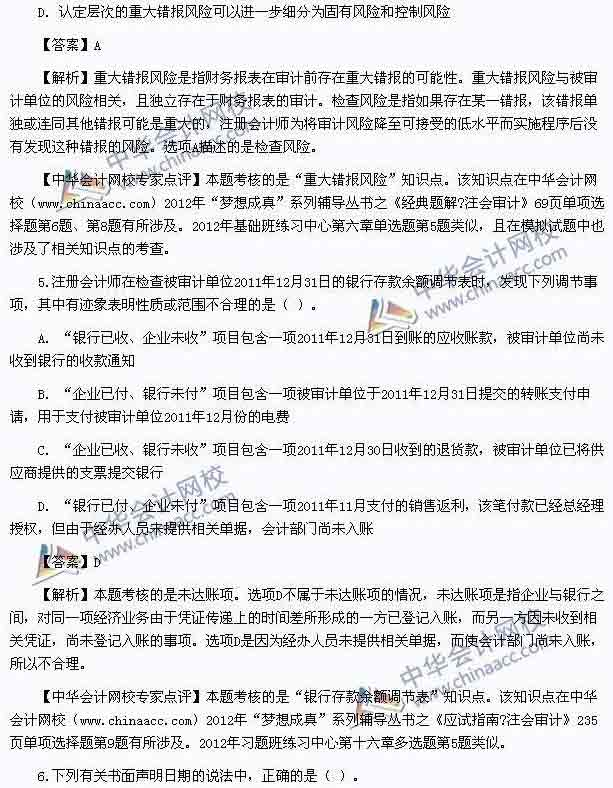 D. 认定层次的重大错报风险可以进一步细分为固有风险和控制风险
【答案】A
【解析】重大错报风险是指财务报表在审计前存在重大错报的可能性。重大错报风险与被审
计单位的风险相关，且独立存在于财务报表的审计。检查风险是指如果存在某一错报，该错报单
独或连同其他错报可能是重大的，注册会计师为将审计风险降至可接受的低水平而实施程序后没
有发现这种错报的风险。选项A描述的是检查风险。
【中华会计网校专家点评】本题考核的是“重大错报风险”知识点。该知识点在中华会计网
校（www.chinaacc.com）2012年“梦想成真”系列辅导丛书之《经典题解?注会审计》69页单项选
择题第6题、第8题有所涉及。2012年基础班练习中心第六章单选题第5题类似，且在模拟试题中也
涉及了相关知识点的考查。
5.注册会计师在检查被审计单位2011年12月31日的银行存款余额调节表时，发现下列调节事
项，其中有迹象表明性质或范围不合理的是（ ）。
A. “银行已收、企业未收”项目包含一项2011年12月31日到账的应收账款，被审计单位尚未
收到银行的收款通知
B. “企业已付、银行未付”项目包含一项被审计单位于2011年12月31日提交的转账支付申
请，用于支付被审计单位2011年12月份的电费
C. “企业已收、银行未收”项目包含一项2011年12月30日收到的退货款，被审计单位已将供
应商提供的支票提交银行
D. “银行已付、企业未付”项目包含一项2011年11月支付的销售返利，该笔付款已经总经理
授权，但由于经办人员未提供相关单据，会计部门尚未入账
【答案】D
【解析】本题考核的是未达账项。选项D不属于未达账项的情况，未达账项是指企业与银行之
间，对同一项经济业务由于凭证传递上的时间差所形成的一方已登记入账，而另一方因未收到相
关凭证，尚未登记入账的事项。选项D是因为经办人员未提供相关单据，而使会计部门尚未入账，
所以不合理。
【中华会计网校专家点评】本题考核的是“银行存款余额调节表”知识点。该知识点在中华
会计网校（www.chinaacc.com）2012年“梦想成真”系列辅导丛书之《应试指南?注会审计》235
页单项选择题第9题有所涉及。2012年习题班练习中心第十六章多选题第5题类似。
6.下列有关书面声明日期的说法中，正确的是（ ）。
中华会计网校
www.chinaacc.com
中华会计网校
www.chinaacc.com
中华会计网校
www.chinaacc.com
中华会计网校
www.chinaacc.com